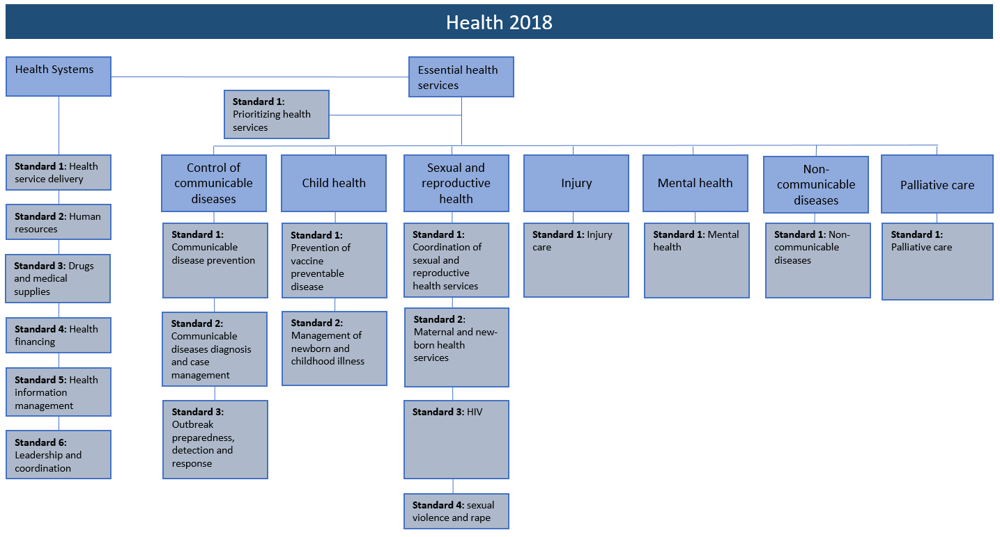 Health 2018
Health Systems
Essential health
services
Standard 1:
Prioritizing health
services
Standard 1: Health
service delivery
Standard 2: Human
resources
Standard 3: Drugs
and medical
supplies
Standard 4: Health
financing
Standard 5: Health
information
management
Standard 6:
Leadership and
coordination
Control of
communicable
diseases
Standard 1:
Communicable
disease prevention
Standard 2:
Communicable
diseases diagnosis
and case
management
Standard 3:
Outbreak
preparedness,
detection and
response
Child health
Standard 1:
Prevention of
vaccine
preventable
disease
Standard 2:
Management of
newborn and
childhood illness
Sexual and
reproductive
health
Standard 1:
Coordination of
sexual and
reproductive
health services
Standard 2:
Maternal and new-
born health
services
Standard 3: HIV
Standard 4: sexual
violence and rape
Injury
Standard 1: Injury
care
Mental health
Standard 1: Mental
health
Non-
communicable
diseases
Standard 1: Non-
communicable
diseases
Palliative care
Standard 1:
Palliative care